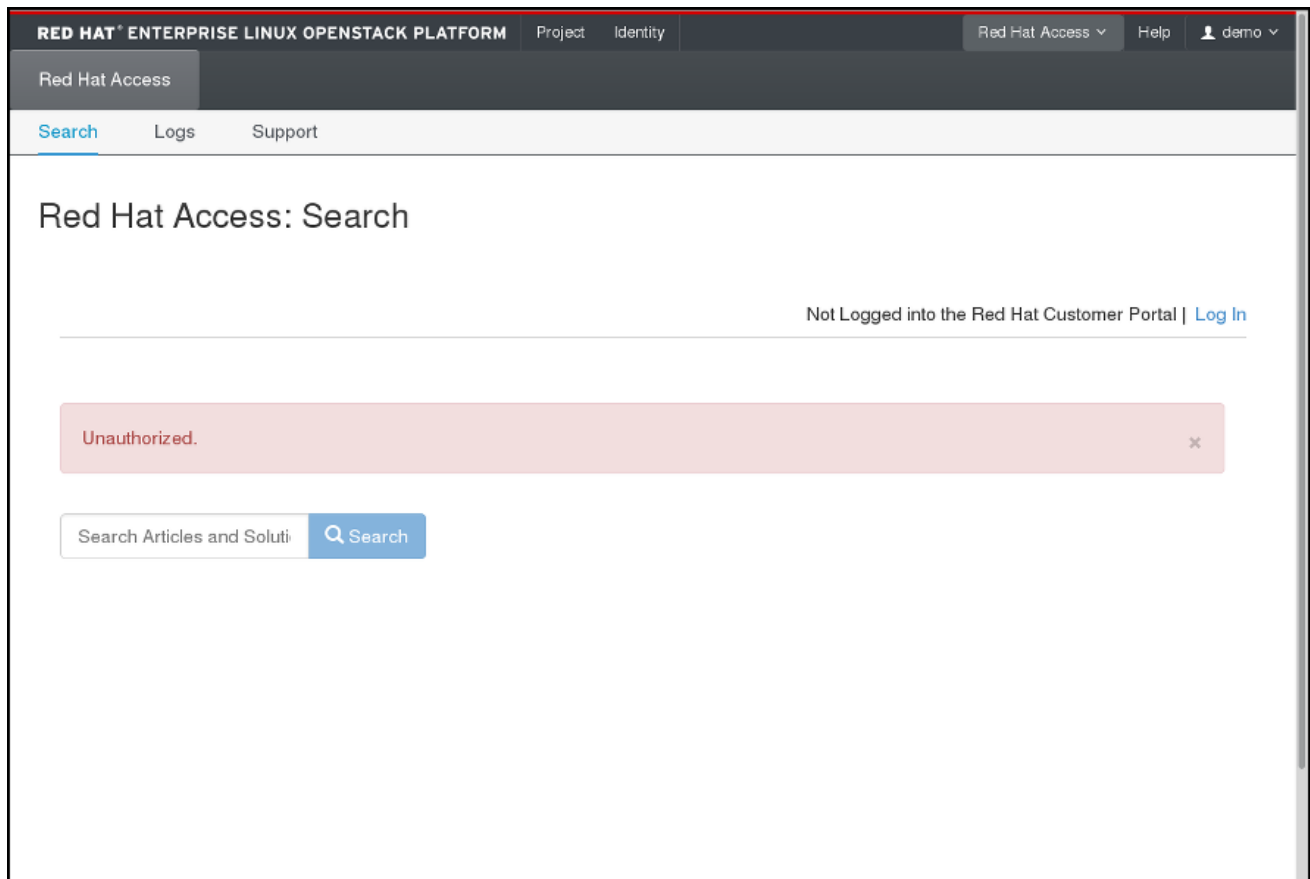 RED HAT® ENTERPRISE LINUX OPENSTACK PLATFORM Project Identity Red Hat Access Help demo
Red Hat Access
Search Logs Support
Red Hat Access: Search
Not Logged into the Red Hat Customer Portal | Log In
Unauthorized. ×
Search Articles and Soluti Search